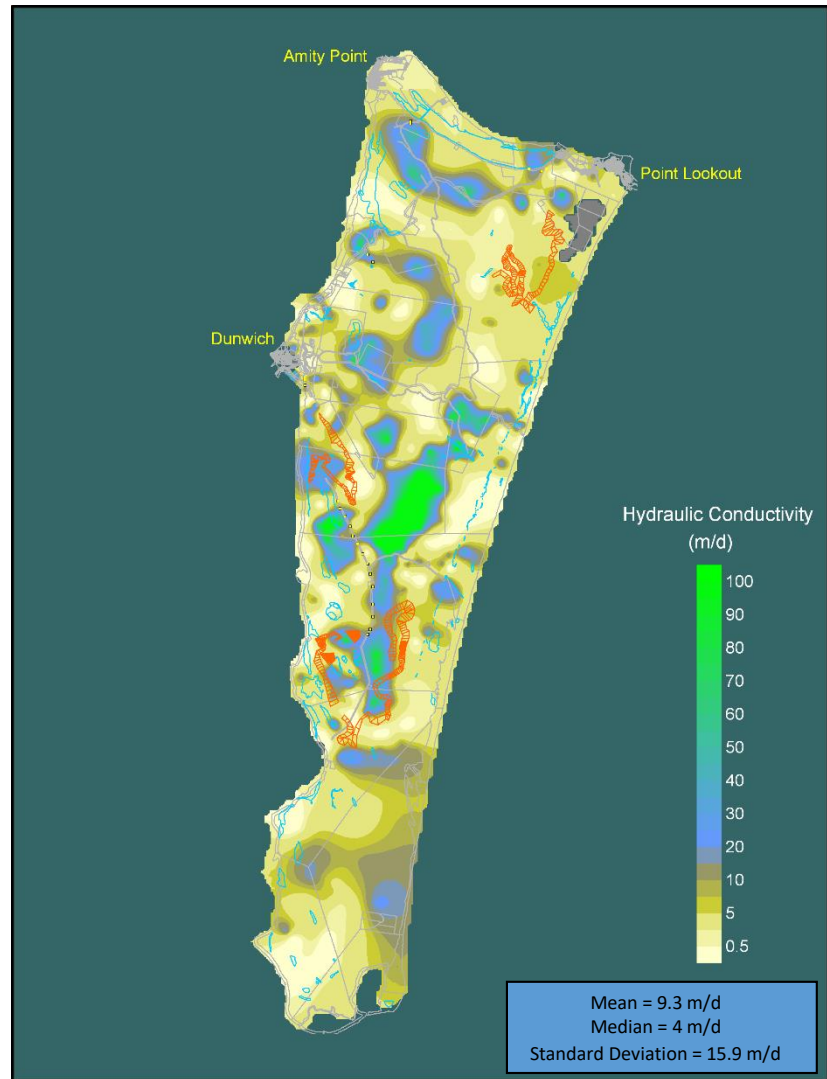 Amity Point
Point Lookout
Dunwich
Hydraulic Conductivity
(m/d)
100
90
80
70
60
50
40
30
20
10
5
0.5
Mean = 9.3 m/d
Median = 4 m/d
Standard Deviation = 15.9 m/d